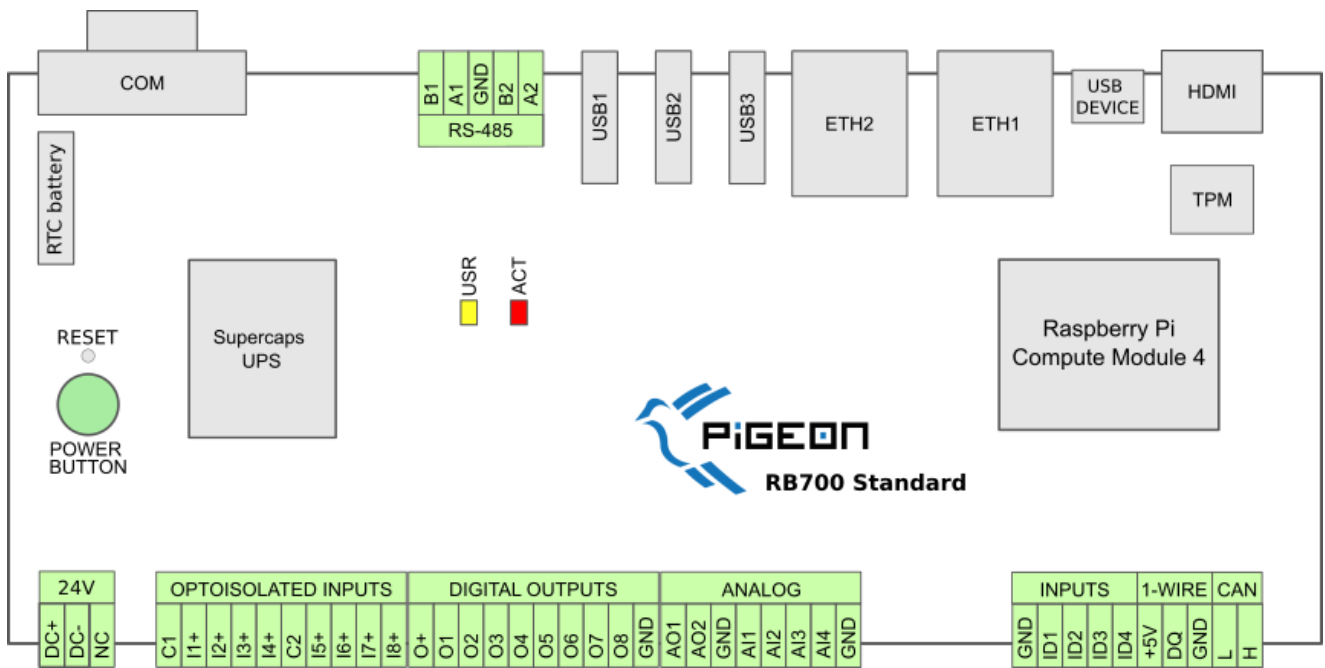 COM
B1 A1 GND B2 A2
RS-485
USB1
USB2
USB3
ETH2
ETH1
USB
DEVICE
HDMI
RTC battery
TPM
USR
ACT
RESET
Supercaps
UPS
Raspberry Pi
Compute Module 4
POWER
BUTTON
PiGEON
RB700 Standard
24V
DC+ DC- NC
OPTOISOLATED INPUTS
C1 I1+ I2+ I3+ I4+ C2 I5+ I6+ I7+ I8+
DIGITAL OUTPUTS
O+ O1 O2 O3 O4 O5 O6 O7 O8 GND
ANALOG
AO1 AO2 GND AI1 AI2 AI3 AI4 GND
INPUTS
GND ID1 ID2 ID3 ID4
1-WIRE
+5V DQ GND
CAN
L H